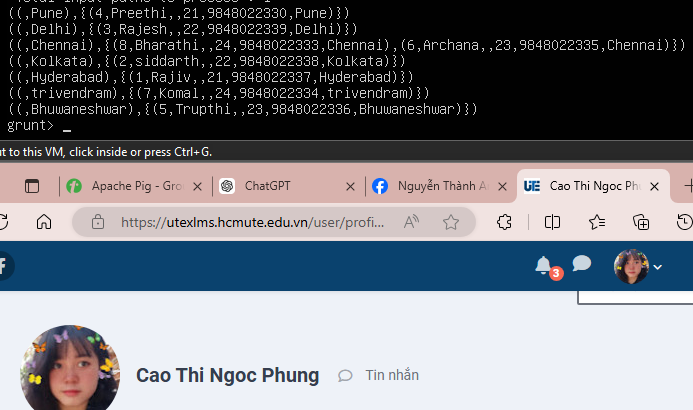 ((,Pune),{(4,Preethi,,21,9848022330,Pune)})
((,Delhi),{(3,Rajesh,,22,9848022339,Delhi)})
((,Chennai),{(8,Bharathi,,24,9848022333,Chennai),(6,Archana,,23,9848022335,Chennai)})
((,Kolkata),{(2,siddarth,,22,9848022338,Kolkata)})
((,Hyderabad),{(1,Rajiv,,21,9848022337,Hyderabad)})
((,trivendram),{(7,Komal,,24,9848022334,trivendram)})
((,Bhuwaneshwar),{(5,Trupthi,,23,9848022336,Bhuwaneshwar)})
grunt> _
ut to this VM, click inside or press Ctrl+G.
Apache Pig - Gro
ChatGPT
Nguyễn Thành A
UTE Cao Thi Ngoc Phu
https://utexlms.hcmute.edu.vn/user/profi...
3
Cao Thi Ngoc Phung
Tin nhắn